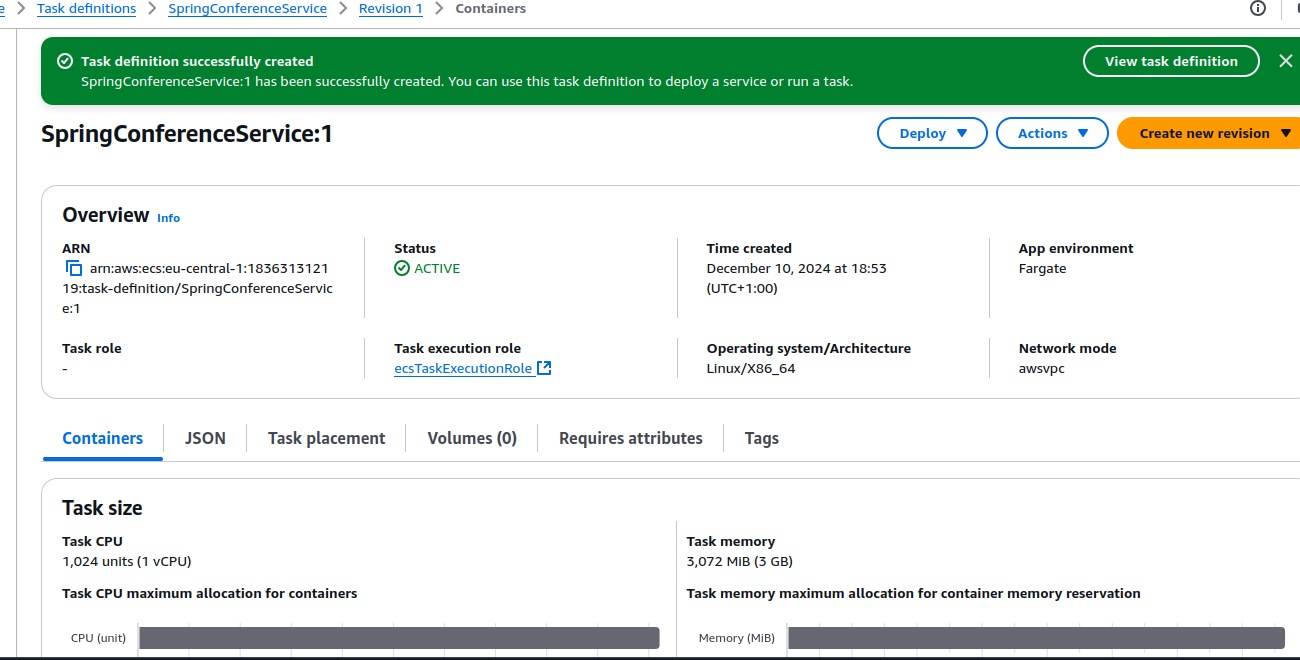 e > Task definitions > SpringConferenceService > Revision 1 > Containers
Task definition successfully created
SpringConferenceService:1 has been successfully created. You can use this task definition to deploy a service or run a task.
View task definition
SpringConferenceService:1
Deploy
Actions
Create new revision
Overview Info
ARN
arn:aws:ecs:eu-central-1:1836313121
19:task-definition/SpringConferenceServic
e:1
Status
ACTIVE
Time created
December 10, 2024 at 18:53
(UTC+1:00)
App environment
Fargate
Task role
-
Task execution role
ecsTaskExecutionRole
Operating system/Architecture
Linux/X86_64
Network mode
awsvpc
Containers
JSON
Task placement
Volumes (0)
Requires attributes
Tags
Task size
Task CPU
1,024 units (1 vCPU)
Task CPU maximum allocation for containers
CPU (unit)
Task memory
3,072 MiB (3 GB)
Task memory maximum allocation for container memory reservation
Memory (MiB)